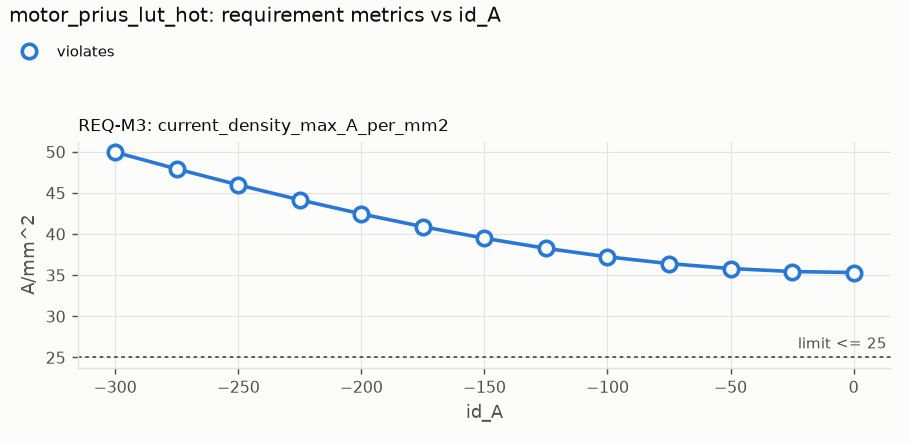 motor_prius_lut_hot: requirement metrics vs id_A
violates
REQ-M3: current_density_max_A_per_mm2
50
45
40
35
30
25
A/mm^2
limit <= 25
−300
−250
−200
−150
−100
−50
0
id_A